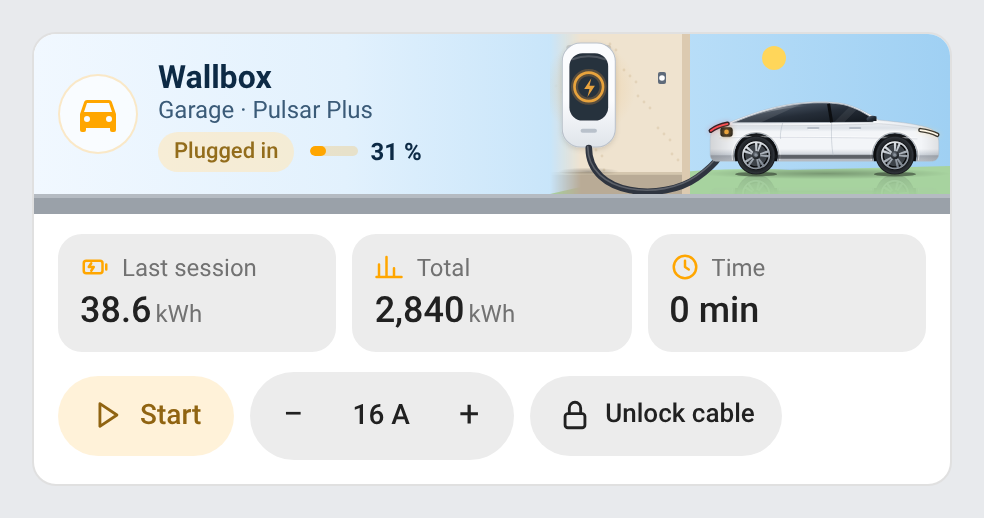 Wallbox
Garage · Pulsar Plus
Plugged in 31 %
Last session
38.6 kWh
Total
2,840 kWh
Time
0 min
Start
− 16 A +
Unlock cable